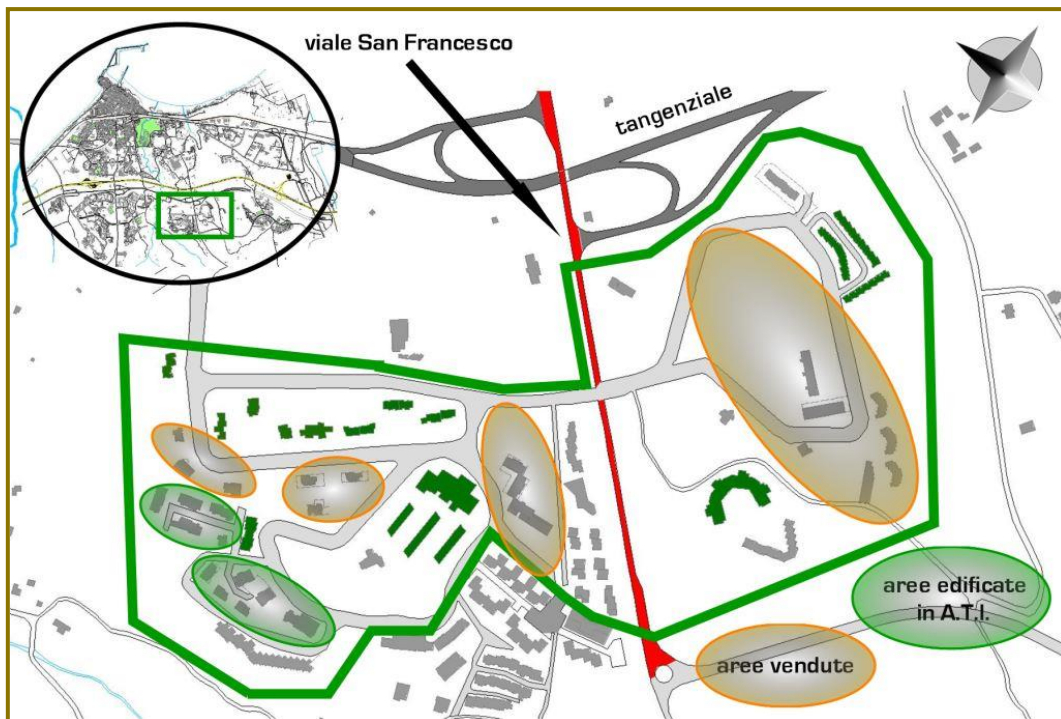 viale San Francesco
tangenziale
aree edificate
in A.T.I.
aree vendute